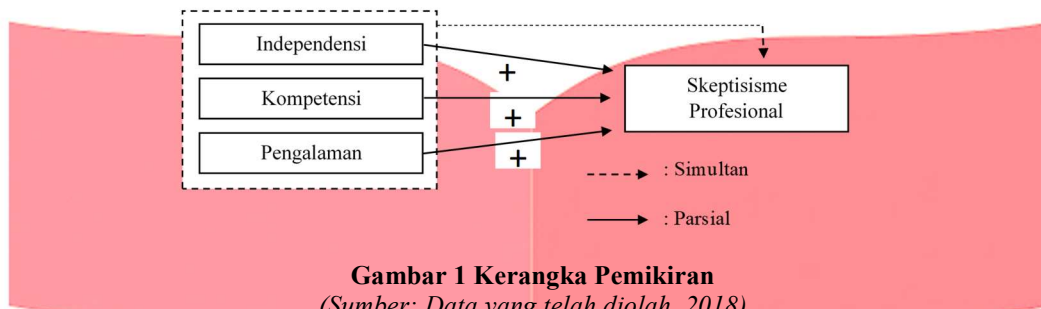 Independensi
Kompetensi
Pengalaman
+
+
+
Skeptisisme
Profesional
: Simultan
: Parsial
Gambar 1 Kerangka Pemikiran
(Sumber: Data yang telah diolah, 2018)